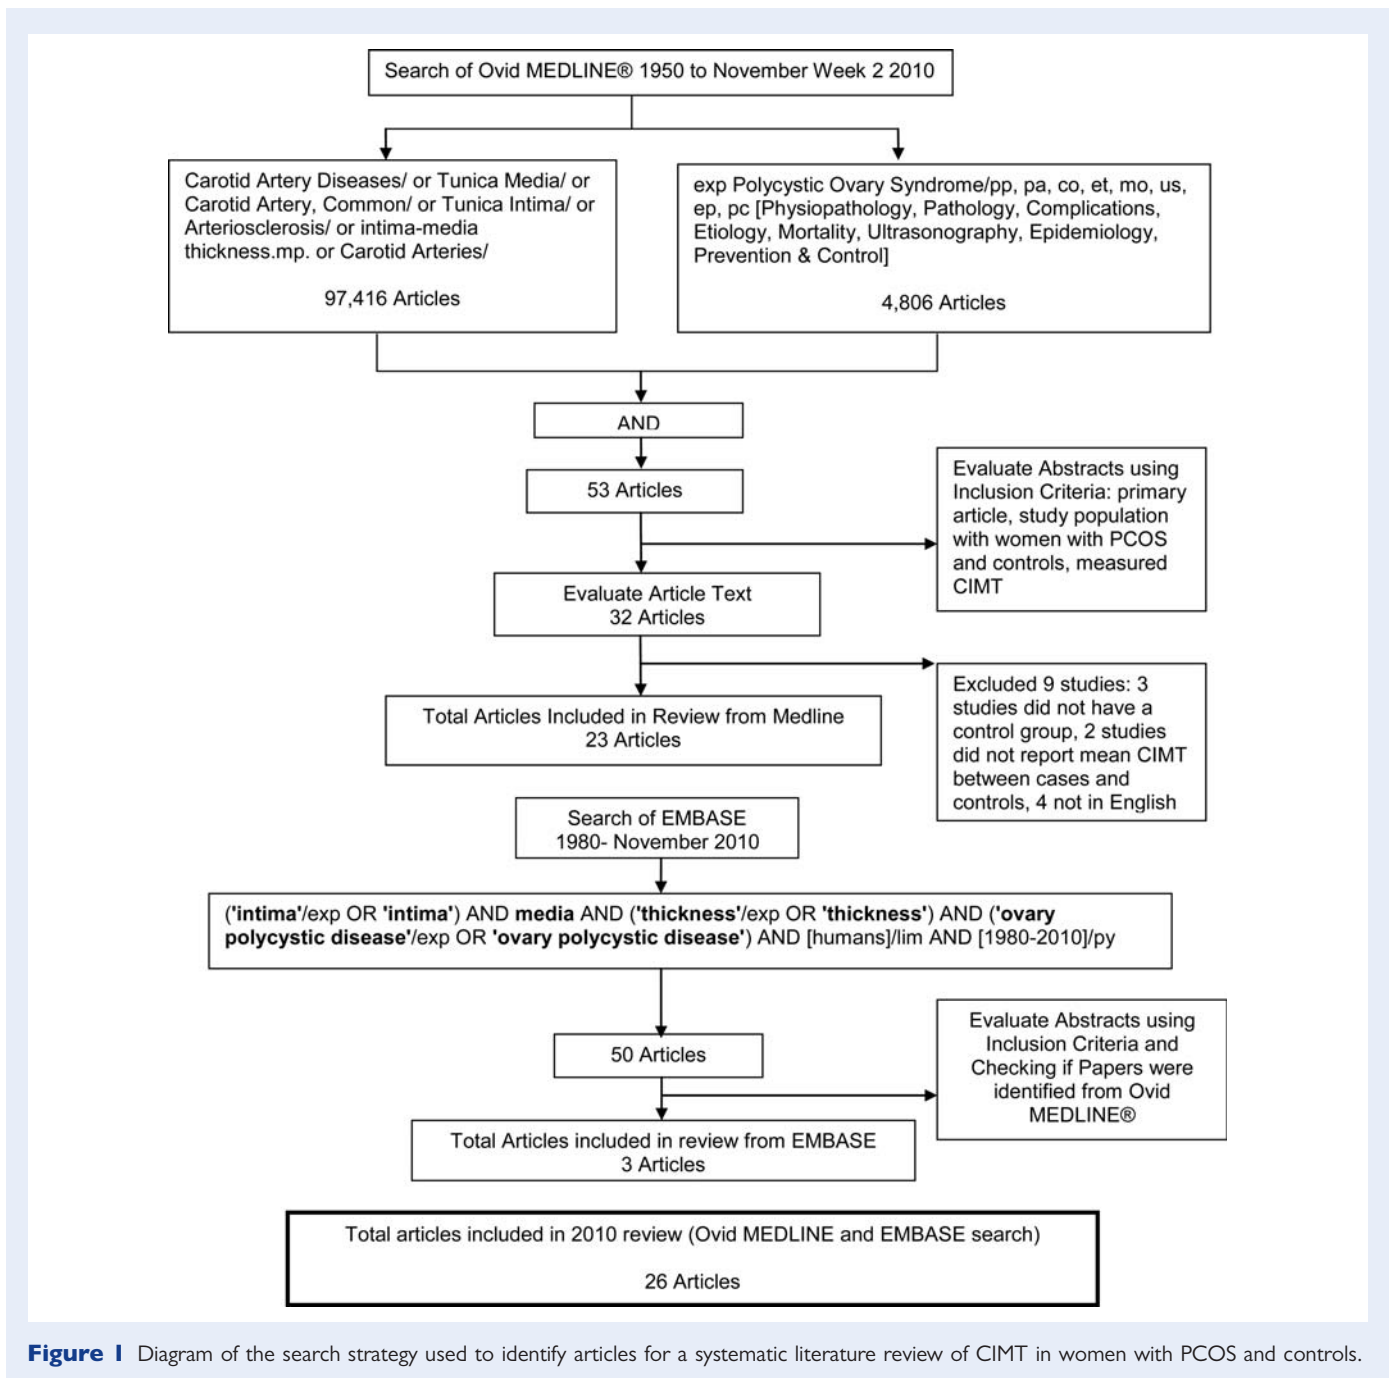 Search of Ovid MEDLINE® 1950 to November Week 2 2010
Carotid Artery Diseases/ or Tunica Media/ or
Carotid Artery, Common/ or Tunica Intima/ or
Arteriosclerosis/ or intima-media
thickness.mp. or Carotid Arteries/
97,416 Articles
exp Polycystic Ovary Syndrome/pp, pa, co, et, mo, us,
ep, pc [Physiopathology, Pathology, Complications,
Etiology, Mortality, Ultrasonography, Epidemiology,
Prevention & Control]
4,806 Articles
AND
53 Articles
Evaluate Abstracts using
Inclusion Criteria: primary
article, study population
with women with PCOS
and controls, measured
CIMT
Evaluate Article Text
32 Articles
Excluded 9 studies: 3
studies did not have a
control group, 2 studies
did not report mean CIMT
between cases and
controls, 4 not in English
Total Articles Included in Review from Medline
23 Articles
Search of EMBASE
1980- November 2010
('intima'/exp OR 'intima') AND media AND ('thickness'/exp OR 'thickness') AND ('ovary
polycystic disease'/exp OR 'ovary polycystic disease') AND [humans]/lim AND [1980-2010]/py
50 Articles
Evaluate Abstracts using
Inclusion Criteria and
Checking if Papers were
identified from Ovid
MEDLINE®
Total Articles included in review from EMBASE
3 Articles
Total articles included in 2010 review (Ovid MEDLINE and EMBASE search)
26 Articles
Figure 1 Diagram of the search strategy used to identify articles for a systematic literature review of CIMT in women with PCOS and controls.